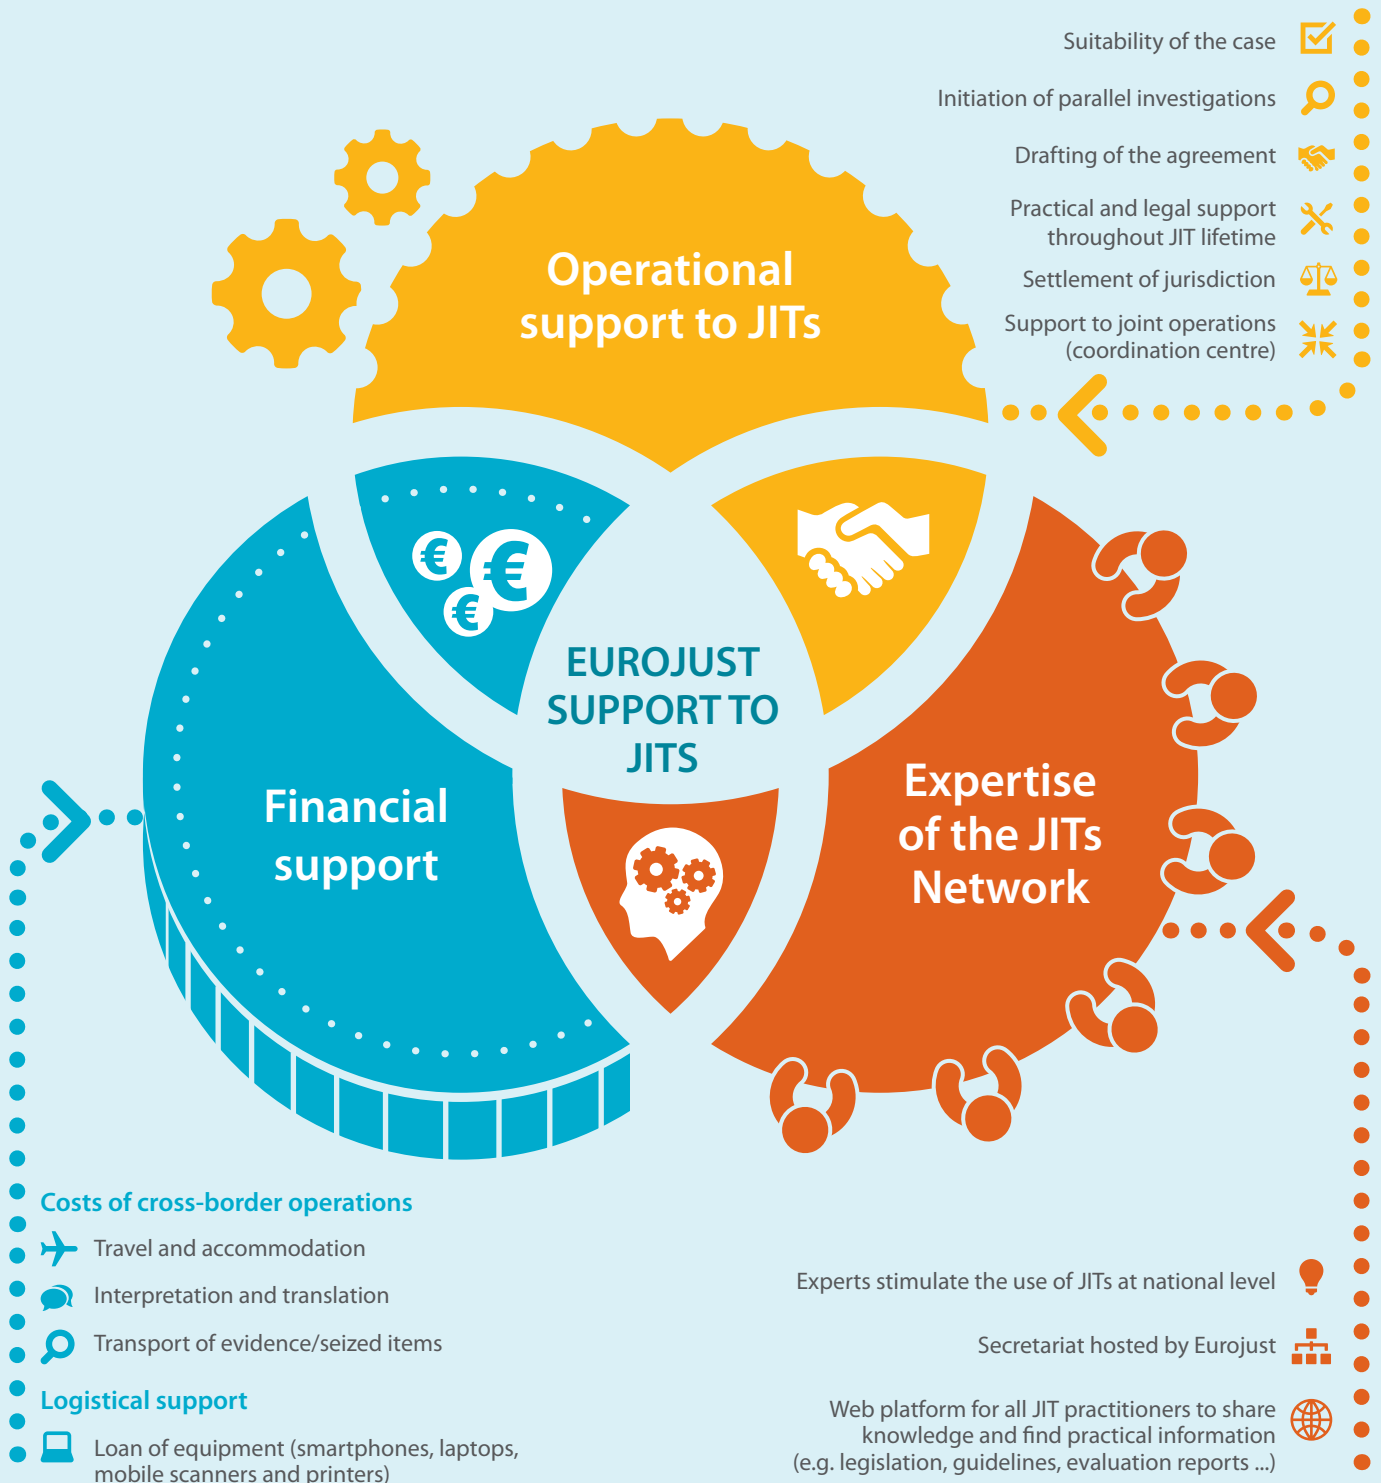 Suitability of the case
Initiation of parallel investigations
Drafting of the agreement
Practical and legal support
throughout JIT lifetime
Settlement of jurisdiction
Support to joint operations
(coordination centre)
Operational
support to JITs
€
€
€
EUROJUST
SUPPORT TO
JITS
Financial
support
Expertise
of the JITs
Network
Costs of cross-border operations
Travel and accommodation
Interpretation and translation
Transport of evidence/seized items
Logistical support
Loan of equipment (smartphones, laptops,
mobile scanners and printers)
Experts stimulate the use of JITs at national level
Secretariat hosted by Eurojust
Web platform for all JIT practitioners to share
knowledge and find practical information
(e.g. legislation, guidelines, evaluation reports ...)